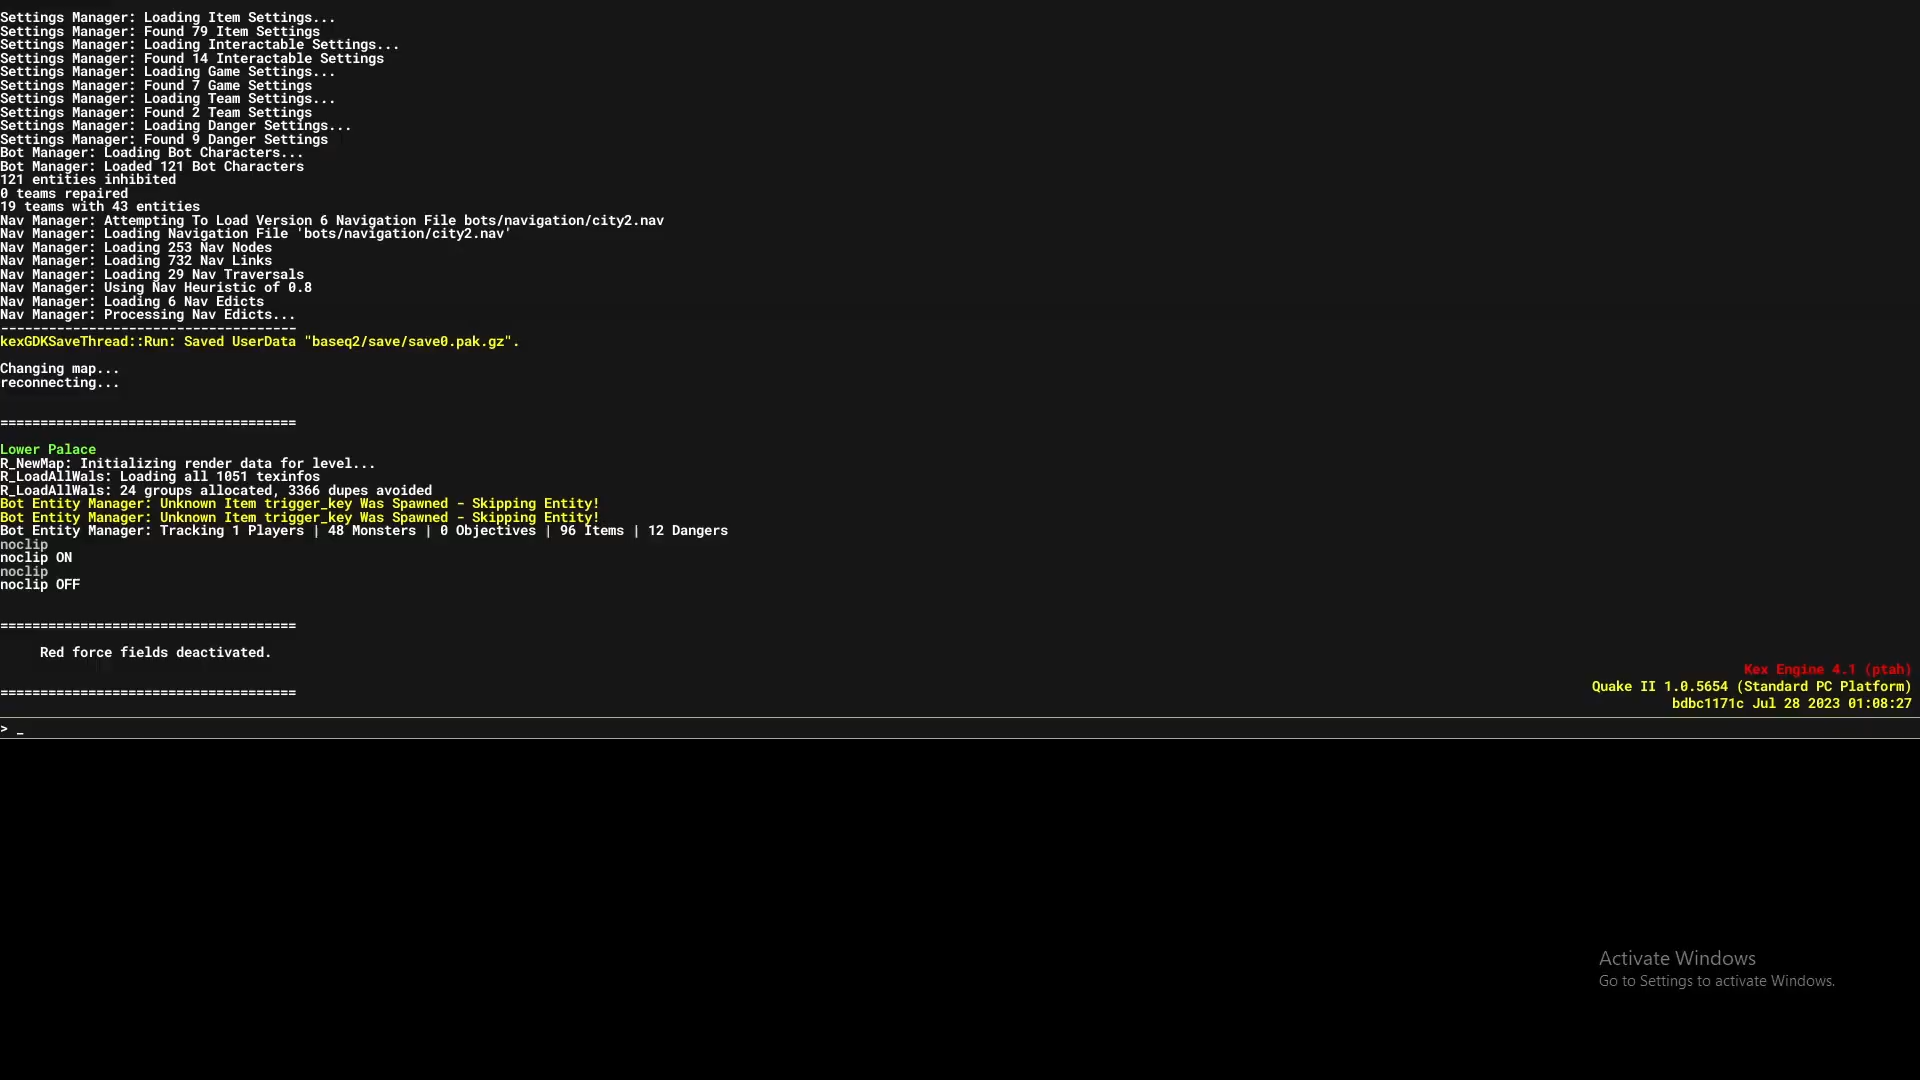 Settings Manager: Loading Item Settings...
Settings Manager: Found 79 Item Settings
Settings Manager: Loading Interactable Settings...
Settings Manager: Found 14 Interactable Settings
Settings Manager: Loading Game Settings...
Settings Manager: Found 7 Game Settings
Settings Manager: Loading Team Settings...
Settings Manager: Found 2 Team Settings
Settings Manager: Loading Danger Settings...
Settings Manager: Found 9 Danger Settings
Bot Manager: Loading Bot Characters...
Bot Manager: Loaded 121 Bot Characters
121 entities inhibited
0 teams repaired
19 teams with 43 entities
Nav Manager: Attempting To Load Version 6 Navigation File bots/navigation/city2.nav
Nav Manager: Loading Navigation File 'bots/navigation/city2.nav'
Nav Manager: Loading 253 Nav Nodes
Nav Manager: Loading 732 Nav Links
Nav Manager: Loading 29 Nav Traversals
Nav Manager: Using Nav Heuristic of 0.8
Nav Manager: Loading 6 Nav Edicts
Nav Manager: Processing Nav Edicts...
-------------------------------------
kexGDKSaveThread::Run: Saved UserData "baseq2/save/save0.pak.gz".
Changing map...
reconnecting...
=====================================
Lower Palace
R_NewMap: Initializing render data for level...
R_LoadAllWals: Loading all 1051 texinfos
R_LoadAllWals: 24 groups allocated, 3366 dupes avoided
Bot Entity Manager: Unknown Item trigger_key Was Spawned - Skipping Entity!
Bot Entity Manager: Unknown Item trigger_key Was Spawned - Skipping Entity!
Bot Entity Manager: Tracking 1 Players | 48 Monsters | 0 Objectives | 96 Items | 12 Dangers
noclip
noclip ON
noclip
noclip OFF
=====================================
Red force fields deactivated.
=====================================
Kex Engine 4.1 (ptah)
Quake II 1.0.5654 (Standard PC Platform)
bdbc1171c Jul 28 2023 01:08:27
> _
Activate Windows
Go to Settings to activate Windows.